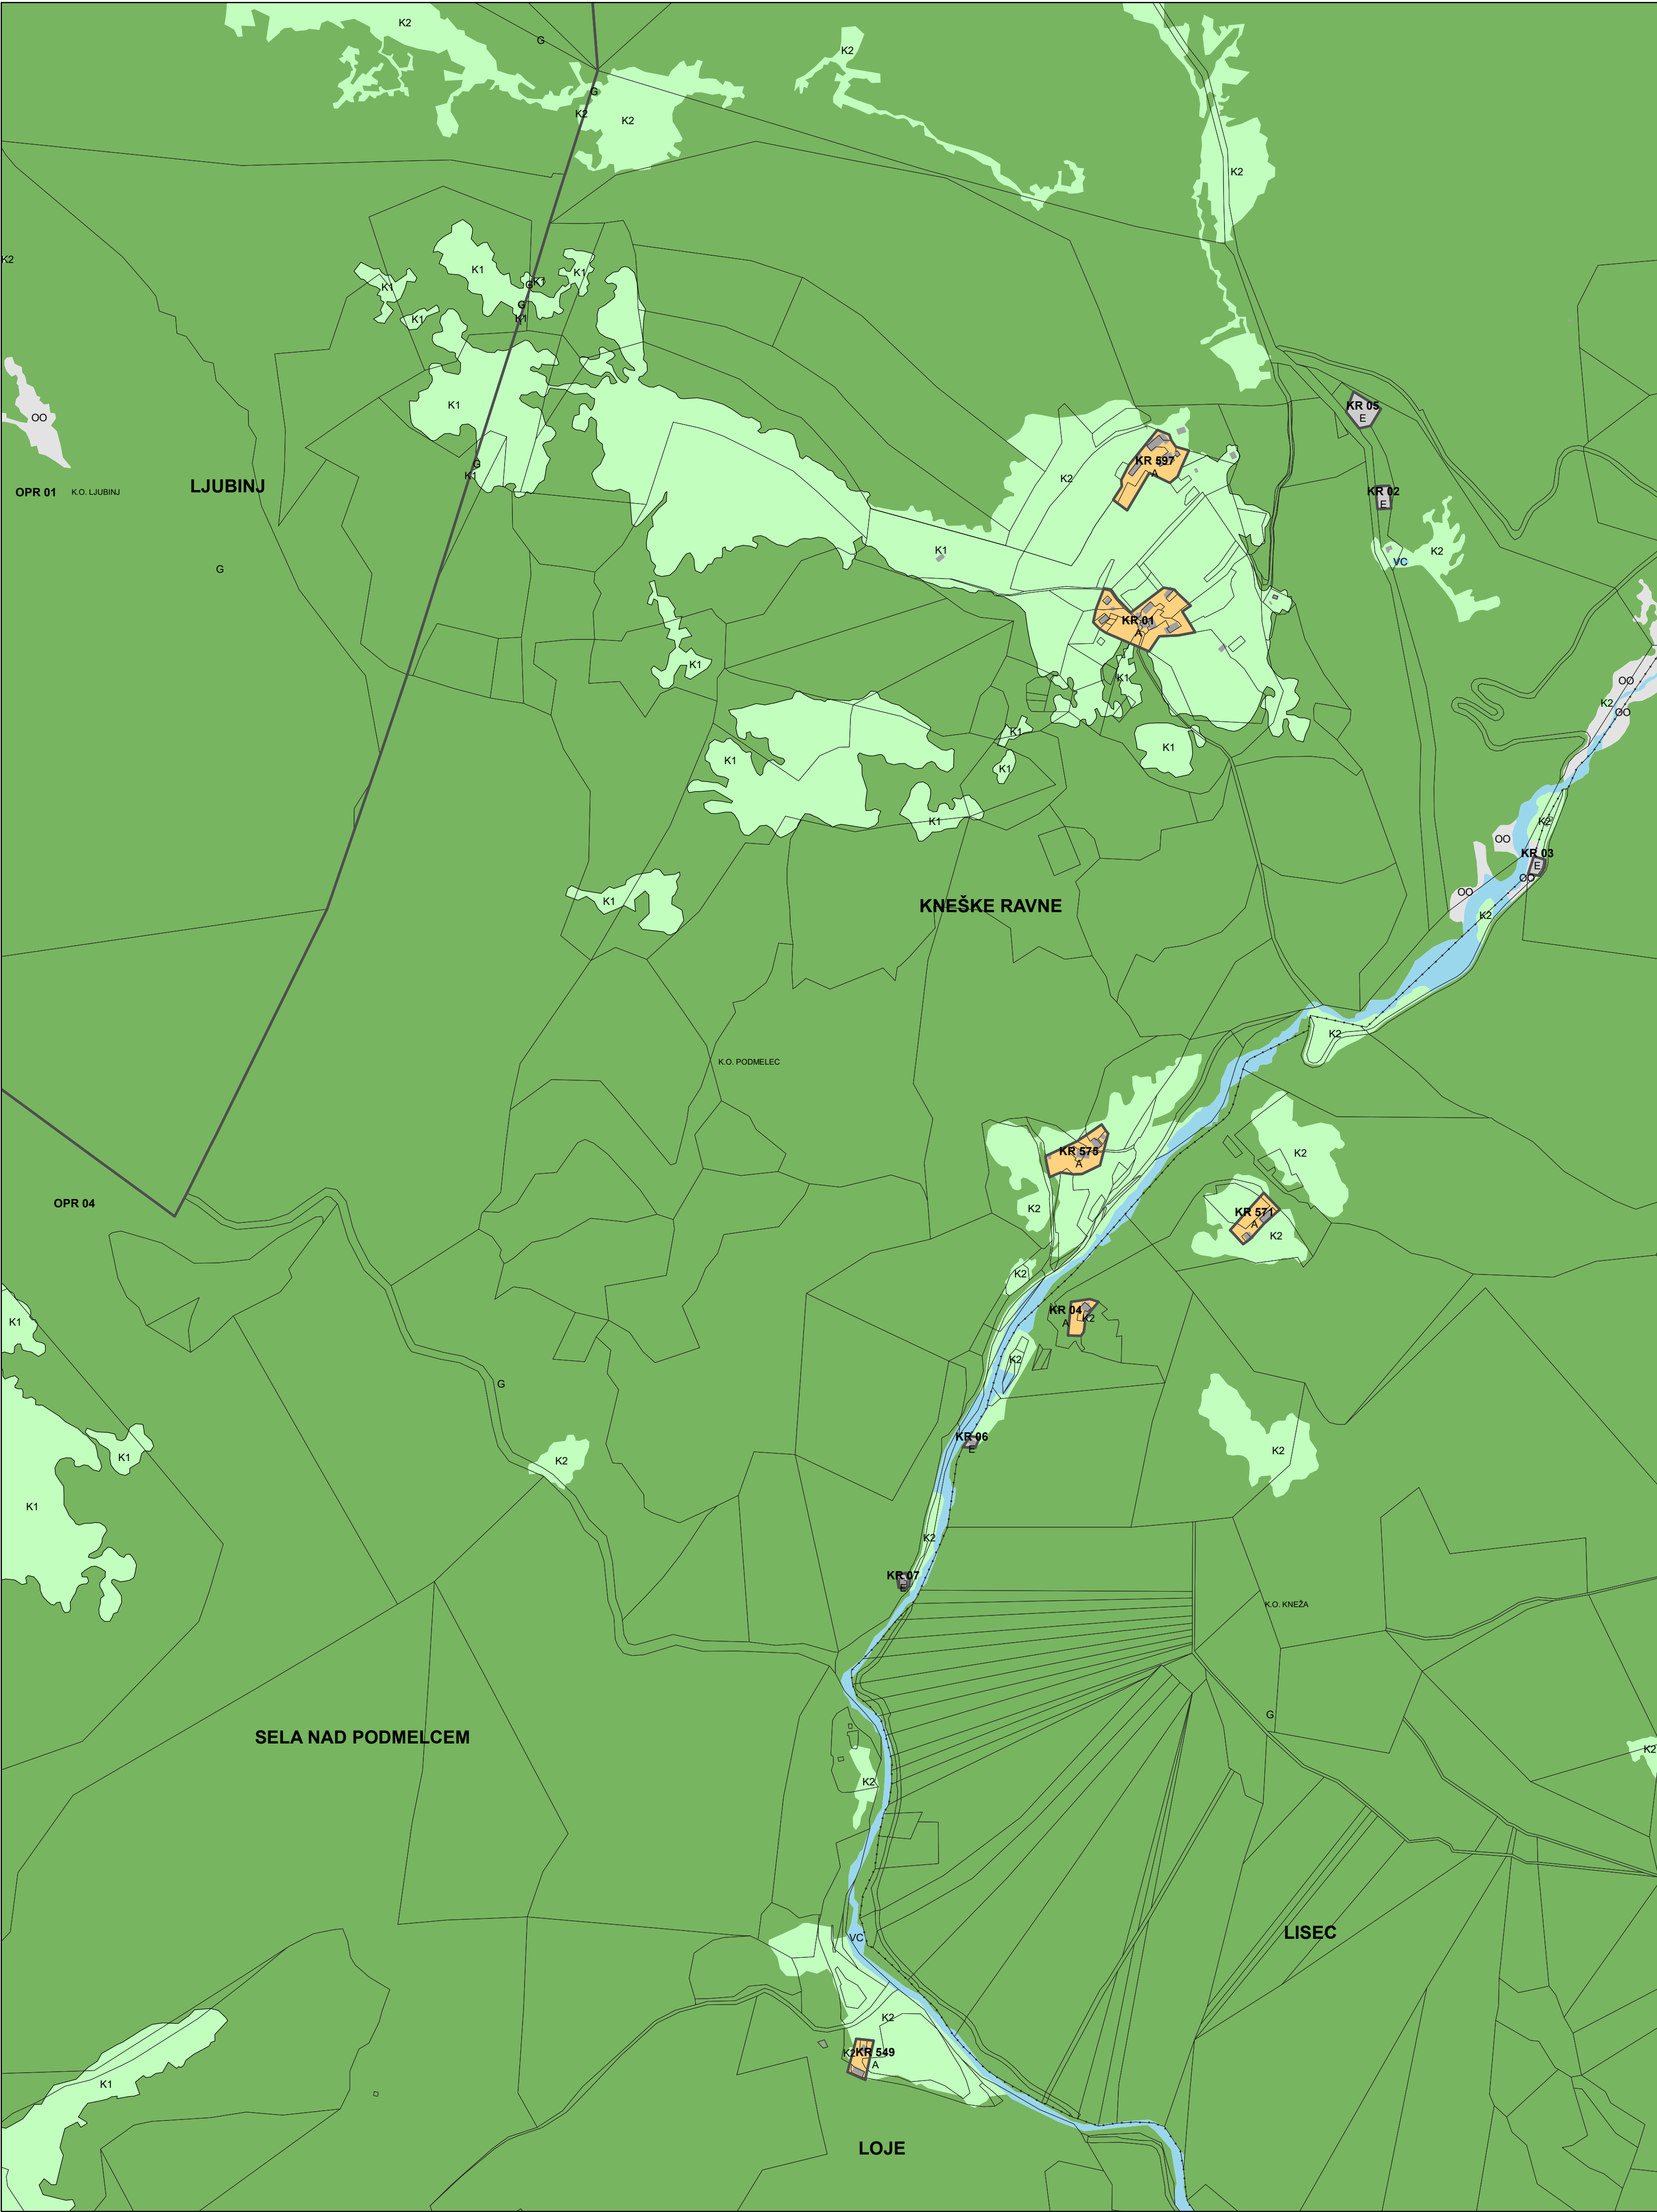 K2
G
K2
G
K2
K2
K2
K2
K1
K1
K1
G
K1
G
K1
K1
K1
OO
KR 05
E
KR 597
A
G
K1
K2
OPR 01
K.O. LJUBINJ
LJUBINJ
KR 02
E
K1
K2
VC
G
KR 01
A
K1
K1
OO
K2
OO
K1
K1
K1
K1
K1
K2
OO
KR 03
E
OO
OO
K1
KNEŠKE RAVNE
K2
K2
K.O. PODMELEC
KR 575
A
K2
OPR 04
K2
KR 571
A
K2
K2
KR 04
A
K2
K1
K2
G
KR 06
E
K2
K1
K2
K1
K2
KR 07
E
K.O. KNEŽA
G
SELA NAD PODMELCEM
K2
K2
LISEC
VC
K2
K2
KR 549
A
K1
LOJE